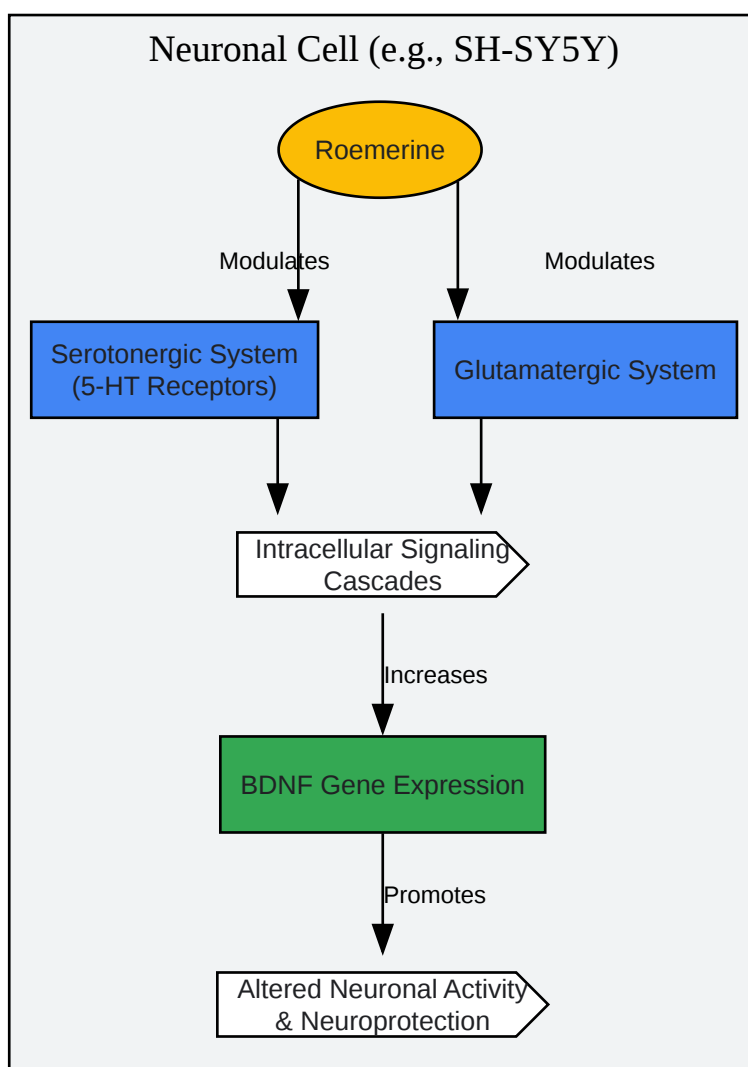 Neuronal Cell (e.g., SH-SY5Y)
Roemerine
Modulates
Modulates
Serotonergic System
(5-HT Receptors)
Glutamatergic System
Intracellular Signaling
Cascades
Increases
BDNF Gene Expression
Promotes
Altered Neuronal Activity
& Neuroprotection